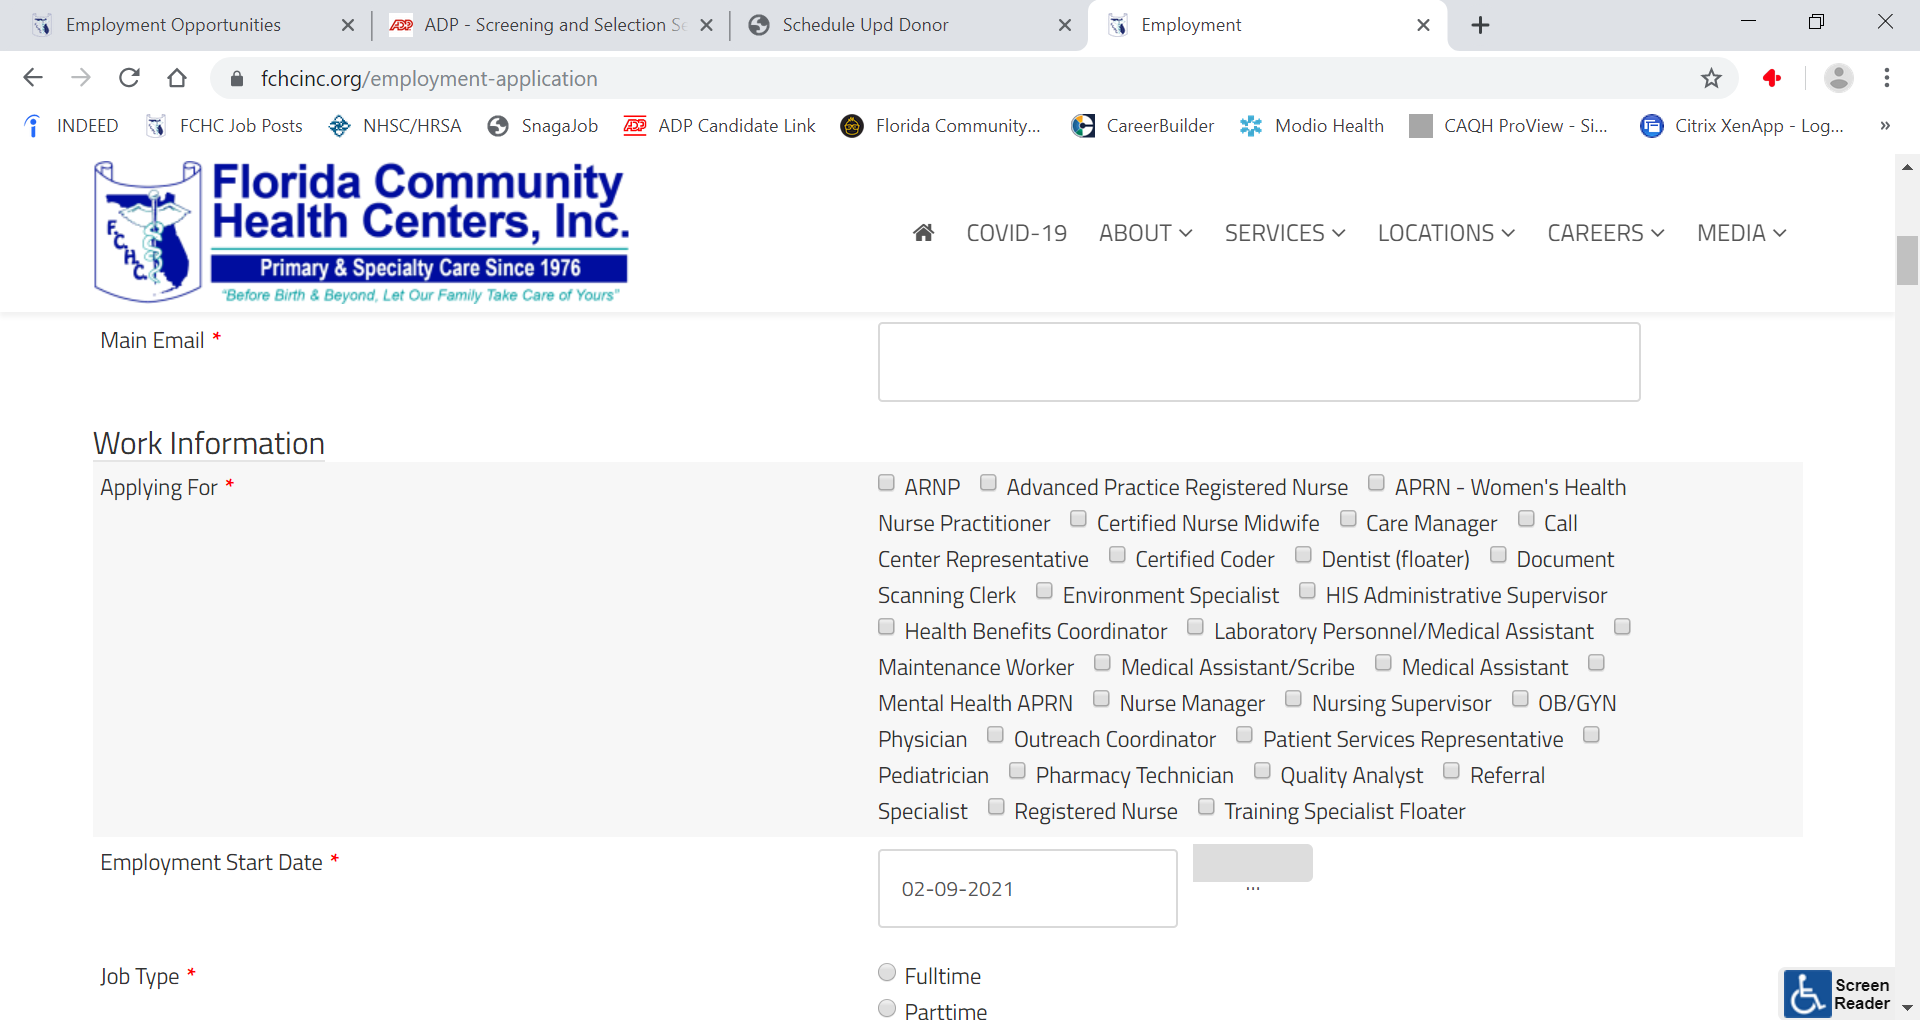 Employment Opportunities
ADP - Screening and Selection Se
Schedule Upd Donor
Employment
fchcinc.org/employment-application
INDEED
FCHC Job Posts
NHSC/HRSA
SnagaJob
ADP Candidate Link
Florida Community...
CareerBuilder
Modio Health
CAQH ProView - Si...
Citrix XenApp - Log...
»
F.C.H.C.
Florida Community
Health Centers, Inc.
Primary & Specialty Care Since 1976
"Before Birth & Beyond, Let Our Family Take Care of Yours"
COVID-19
ABOUT
SERVICES
LOCATIONS
CAREERS
MEDIA
Main Email *
Work Information
Applying For *
ARNP Advanced Practice Registered Nurse APRN - Women's Health
Nurse Practitioner Certified Nurse Midwife Care Manager Call
Center Representative Certified Coder Dentist (floater) Document
Scanning Clerk Environment Specialist HIS Administrative Supervisor
Health Benefits Coordinator Laboratory Personnel/Medical Assistant
Maintenance Worker Medical Assistant/Scribe Medical Assistant
Mental Health APRN Nurse Manager Nursing Supervisor OB/GYN
Physician Outreach Coordinator Patient Services Representative
Pediatrician Pharmacy Technician Quality Analyst Referral
Specialist Registered Nurse Training Specialist Floater
Employment Start Date *
02-09-2021
...
Job Type *
Fulltime
Parttime
Screen
Reader